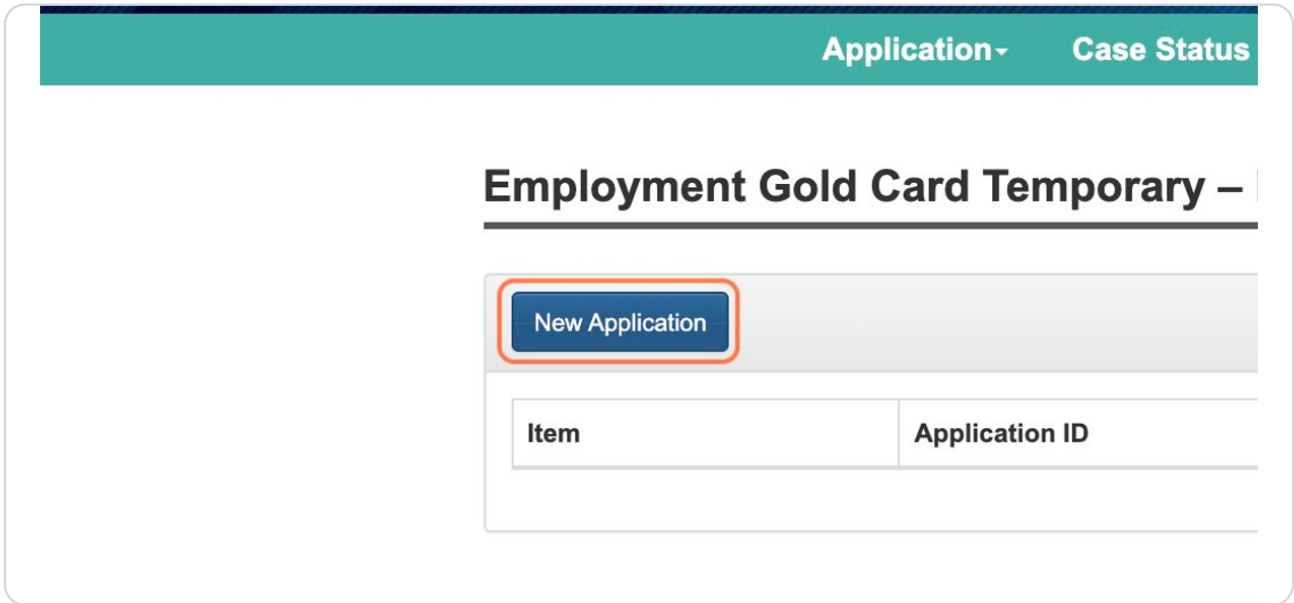 Application Case Status
Employment Gold Card Temporary –
New Application
Item Application ID